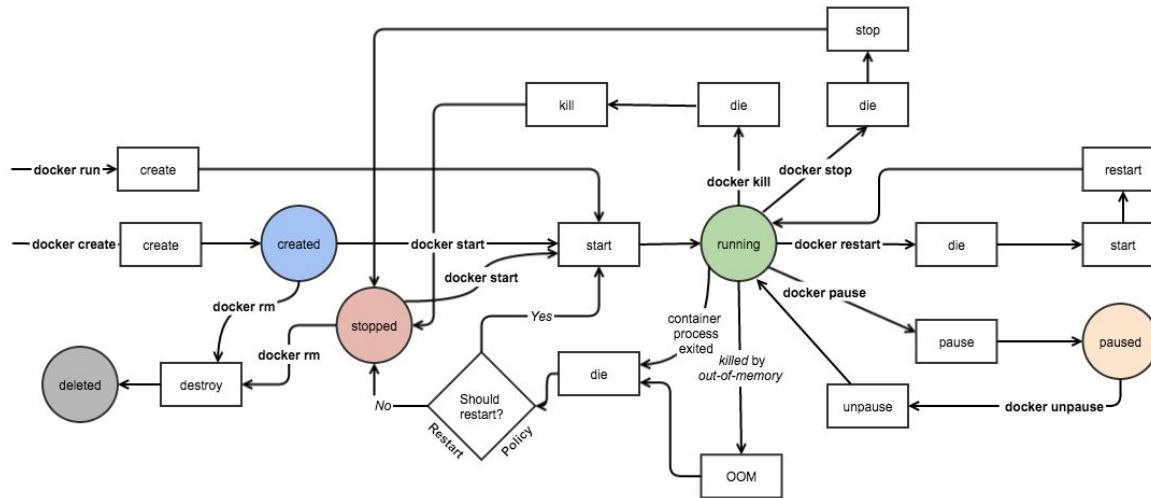 stop
kill
die
die
docker run
create
docker kill
docker stop
restart
docker create
create
created
docker start
start
running
docker restart
die
start
docker start
docker rm
stopped
Yes
docker pause
container
process
exited
docker rm
pause
paused
killed by
out-of-memory
deleted
destroy
Should
restart?
die
No
unpause
docker unpause
Restart
Policy
OOM